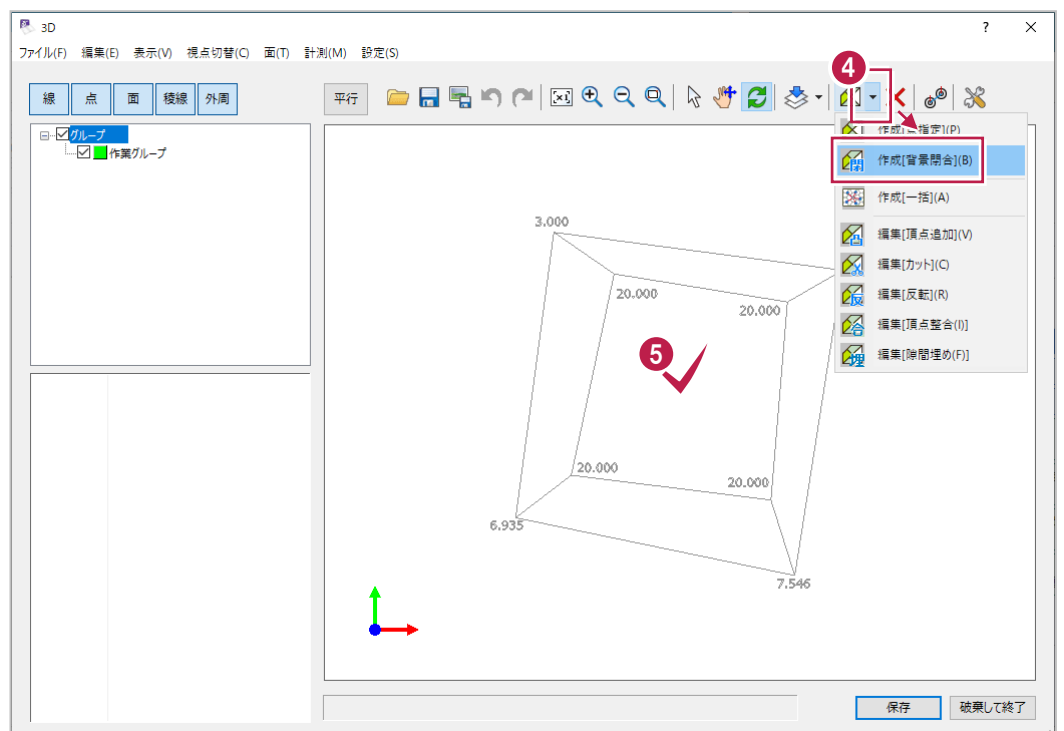 3D
?
ファイル(F) 編集(E) 表示(V) 視点切替(C) 面(T) 計測(M) 設定(S)
4
線 点 面 稜線 外周
平行
グループ
作業グループ
作成[点指定](P)
作成[背景閉合](B)
作成[一括](A)
編集[頂点追加](V)
編集[カット](C)
編集[反転](R)
編集[頂点整合(I)]
編集[隙間埋め(F)]
3.000
20.000
20.000
5
20.000
20.000
6.935
7.546
保存 破棄して終了